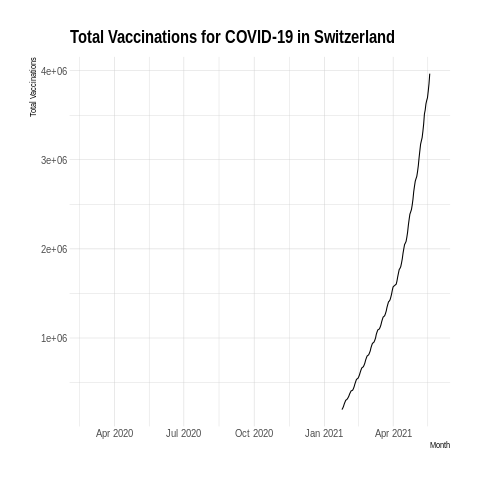 Total Vaccinations for COVID-19 in Switzerland
Total Vaccinations
4e+06
3e+06
2e+06
1e+06
Apr 2020 Jul 2020 Oct 2020 Jan 2021 Apr 2021
Month